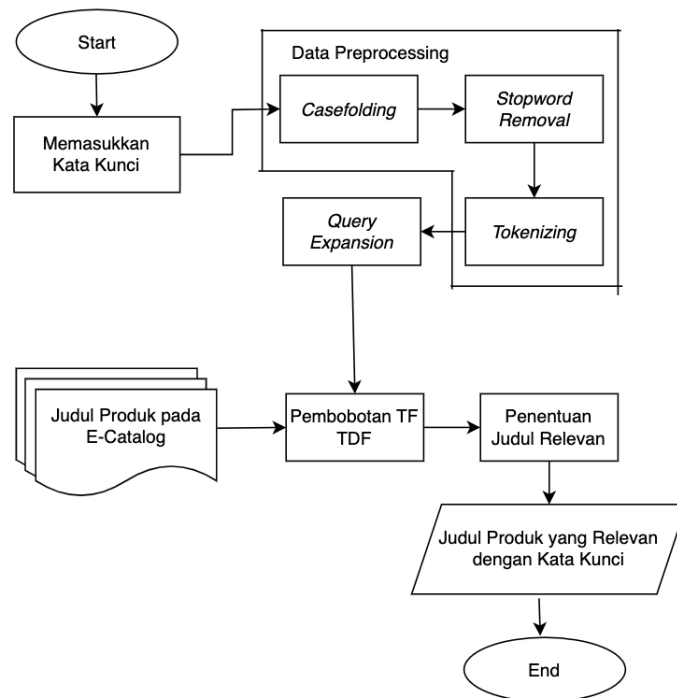 Start
Memasukkan
Kata Kunci
Data Preprocessing
Casefolding
Stopword
Removal
Tokenizing
Query
Expansion
Judul Produk pada
E-Catalog
Pembobotan TF
TDF
Penentuan
Judul Relevan
Judul Produk yang Relevan
dengan Kata Kunci
End